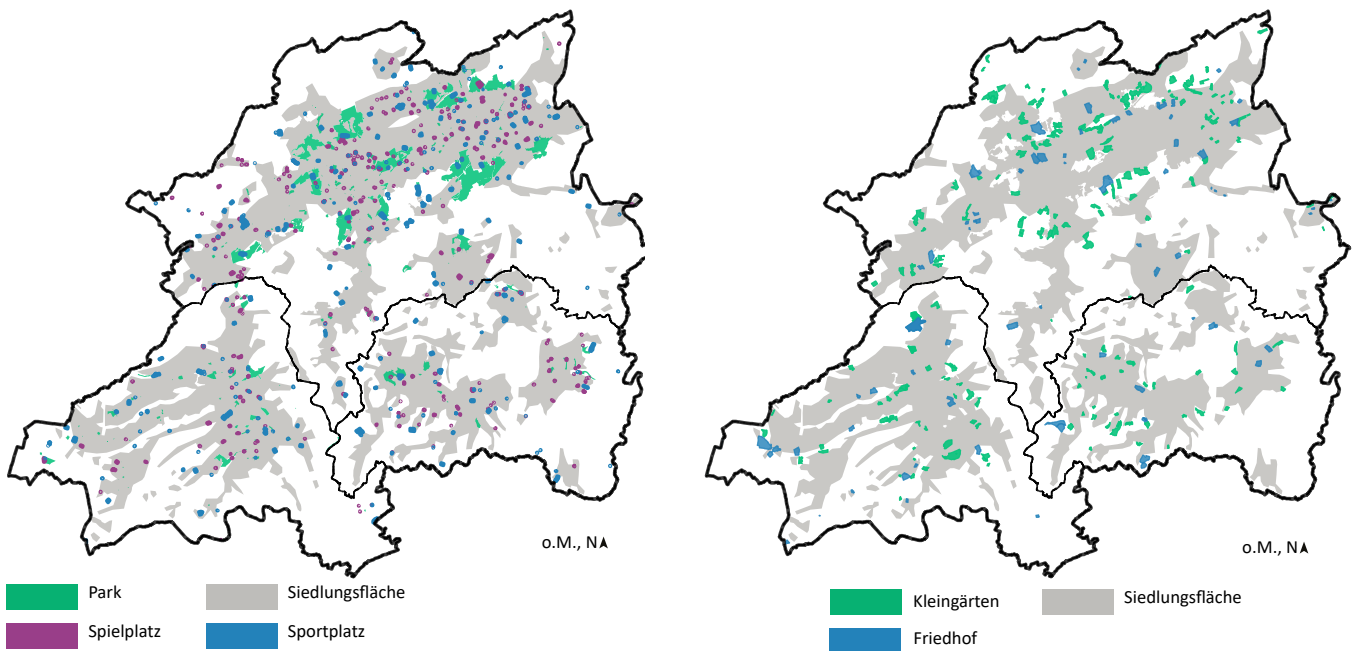 o.M., N
o.M., N
Park
Siedlungsfläche
Spielplatz
Sportplatz
Kleingärten
Siedlungsfläche
Friedhof